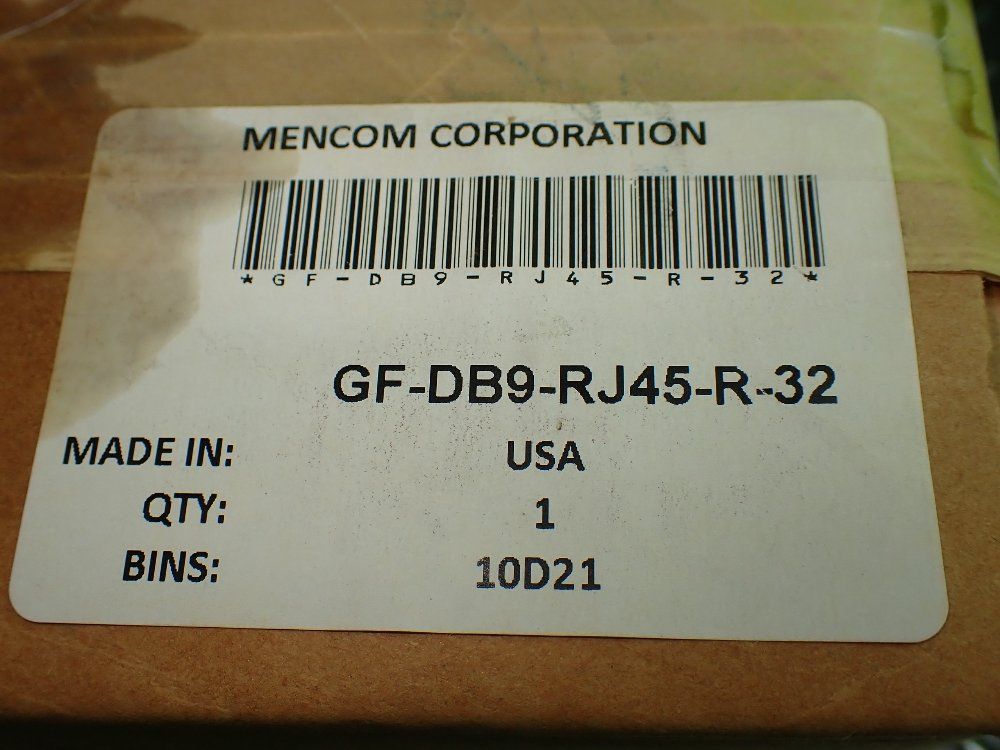 MENCOM CORPORATION
*GF-DB9-RJ45-R-32*
GF-DB9-RJ45-R-32
MADE IN: USA
QTY: 1
BINS: 10D21